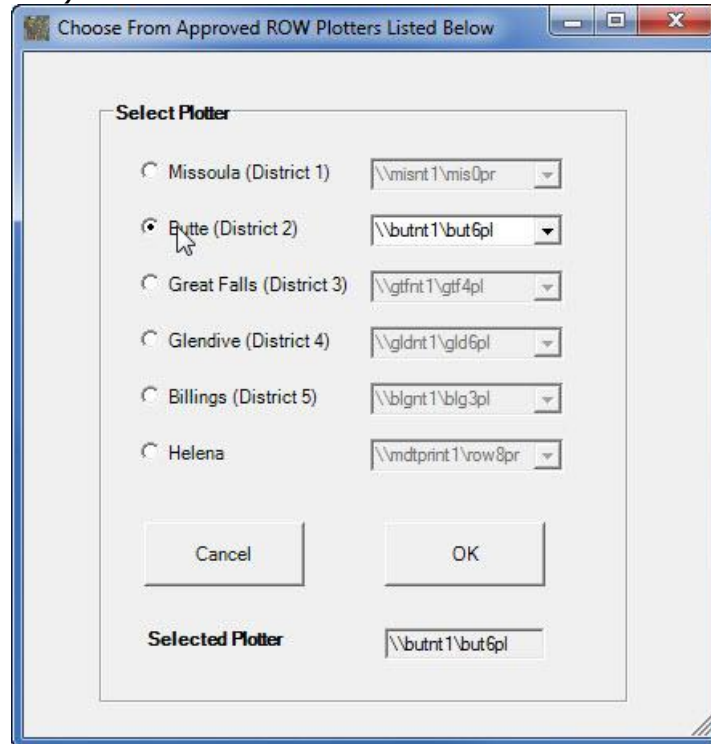 Choose From Approved ROW Plotters Listed Below
Select Plotter
Missoula (District 1) \\misnt1\mis0pr
Butte (District 2) \\butnt1\but6pl
Great Falls (District 3) \\gtfnt1\gtf4pl
Glendive (District 4) \\gldnt1\gld6pl
Billings (District 5) \\blgnt1\blg3pl
Helena \\mdtprint1\row8pr
Cancel OK
Selected Plotter \\butnt1\but6pl